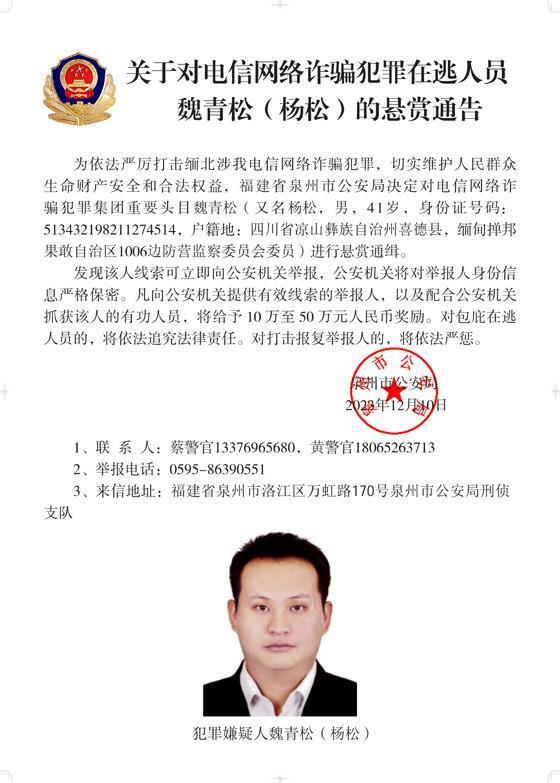 关于对电信网络诈骗犯罪在逃人员
魏青松（杨松）的悬赏通告
为依法严厉打击缅北涉我电信网络诈骗犯罪，切实维护人民群众
生命财产安全和合法权益，福建省泉州市公安局决定对电信网络诈
骗犯罪集团重要头目魏青松（又名杨松，男，41岁，身份证号码：
513432198211274514，户籍地：四川省凉山彝族自治州喜德县，缅甸掸邦
果敢自治区1006边防营监察委员会委员）进行悬赏通缉。
发现该人线索可立即向公安机关举报，公安机关将对举报人身份信
息严格保密。凡向公安机关提供有效线索的举报人，以及配合公安机关
抓获该人的有功人员，将给予 10 万至 50 万元人民币奖励。对包庇在逃
人员的，将依法追究法律责任。对打击报复举报人的，将依法严惩。
泉州市公安局
2023年12月10日
1、联 系 人：蔡警官13376965680，黄警官18065263713
2、举报电话：0595-86390551
3、来信地址：福建省泉州市洛江区万虹路170号泉州市公安局刑侦
支队
犯罪嫌疑人魏青松（杨松）